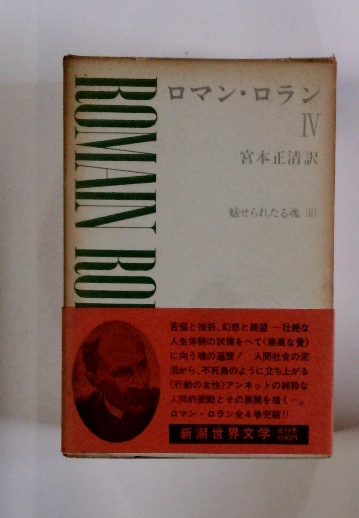 ROMAIN ROL
ロマン・ロラン
IV
宮本正清訳
魅せられたる魂 (II)
苦悩と挫折、幻想と絶望―壮絶な
人生体験の試煉をへて〈崇高な愛〉
に向う魂の遍歴! 人間社会の泥
沼から、不死鳥のように立ち上がる
〈行動の女性〉アンネットの純粋な
人間的衝動とその展開を描く―。
ロマン・ロラン全4巻完結!!
新潮世界文学